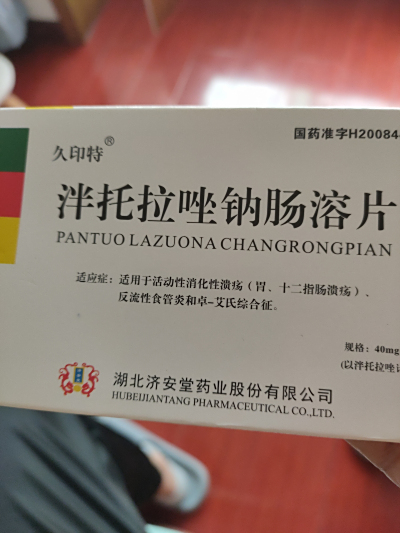 国药准字H20084
久印特®
泮托拉唑钠肠溶片
PANTUO LAZUONA CHANGRONGPIAN
适应症：适用于活动性消化性溃疡（胃、十二指肠溃疡）、
反流性食管炎和卓-艾氏综合征。
规格：40mg
(以泮托拉唑计
湖北济安堂药业股份有限公司
HUBEIJIANTANG PHARMACEUTICAL CO.,LTD.